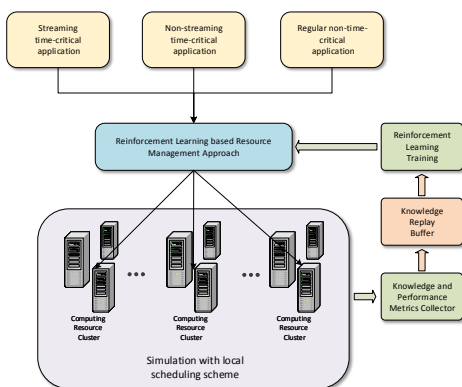 Streaming
time-critical
application
Non-streaming
time-critical
application
Regular non-time-
critical
application
Reinforcement Learning based Resource
Management Approach
Reinforcement
Learning
Training
Knowledge
Replay
Buffer
Knowledge and
Performance
Metrics Collector
Computing
Resource
Cluster
Computing
Resource
Cluster
Computing
Resource
Cluster
Simulation with local
scheduling scheme